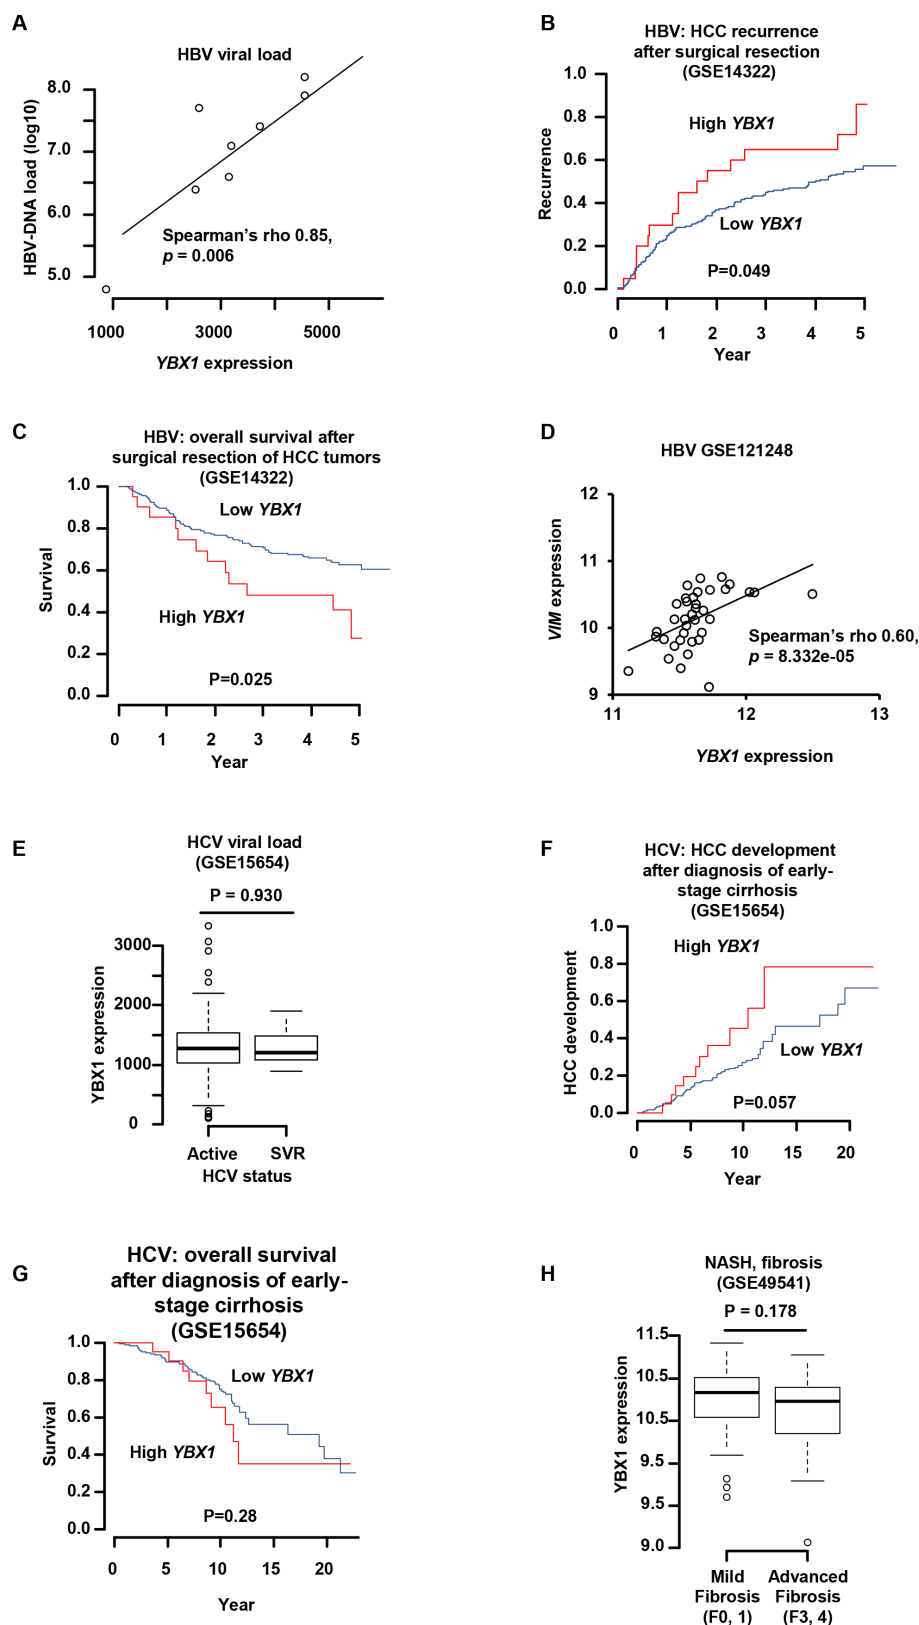 A
HBV viral load
HBV-DNA load (log10)
8.0
7.0
6.0
5.0
Spearman's rho 0.85,
p = 0.006
1000
3000
5000
YBX1 expression
B
HBV: HCC recurrence
after surgical resection
(GSE14322)
Recurrence
1.0
0.8
0.6
0.4
0.2
0.0
High YBX1
Low YBX1
P=0.049
0 1 2 3 4 5
Year
C
HBV: overall survival after
surgical resection of HCC tumors
(GSE14322)
Survival
1.0
0.8
0.6
0.4
0.2
0.0
Low YBX1
High YBX1
P=0.025
0 1 2 3 4 5
Year
D
HBV GSE121248
VIM expression
12
11
10
9
Spearman's rho 0.60,
p = 8.332e-05
11 12 13
YBX1 expression
E
HCV viral load
(GSE15654)
P = 0.930
YBX1 expression
3000
2000
1000
0
Active SVR
HCV status
F
HCV: HCC development
after diagnosis of early-
stage cirrhosis
(GSE15654)
HCC development
1.0
0.8
0.6
0.4
0.2
0.0
High YBX1
Low YBX1
P=0.057
0 5 10 15 20
Year
G
HCV: overall survival
after diagnosis of early-
stage cirrhosis
(GSE15654)
Survival
1.0
0.8
0.6
0.4
0.2
0.0
Low YBX1
High YBX1
P=0.28
0 5 10 15 20
Year
H
NASH, fibrosis
(GSE49541)
P = 0.178
YBX1 expression
11.5
10.5
10.5
9.5
9.5
9.0
Mild Advanced
Fibrosis Fibrosis
(F0, 1) (F3, 4)